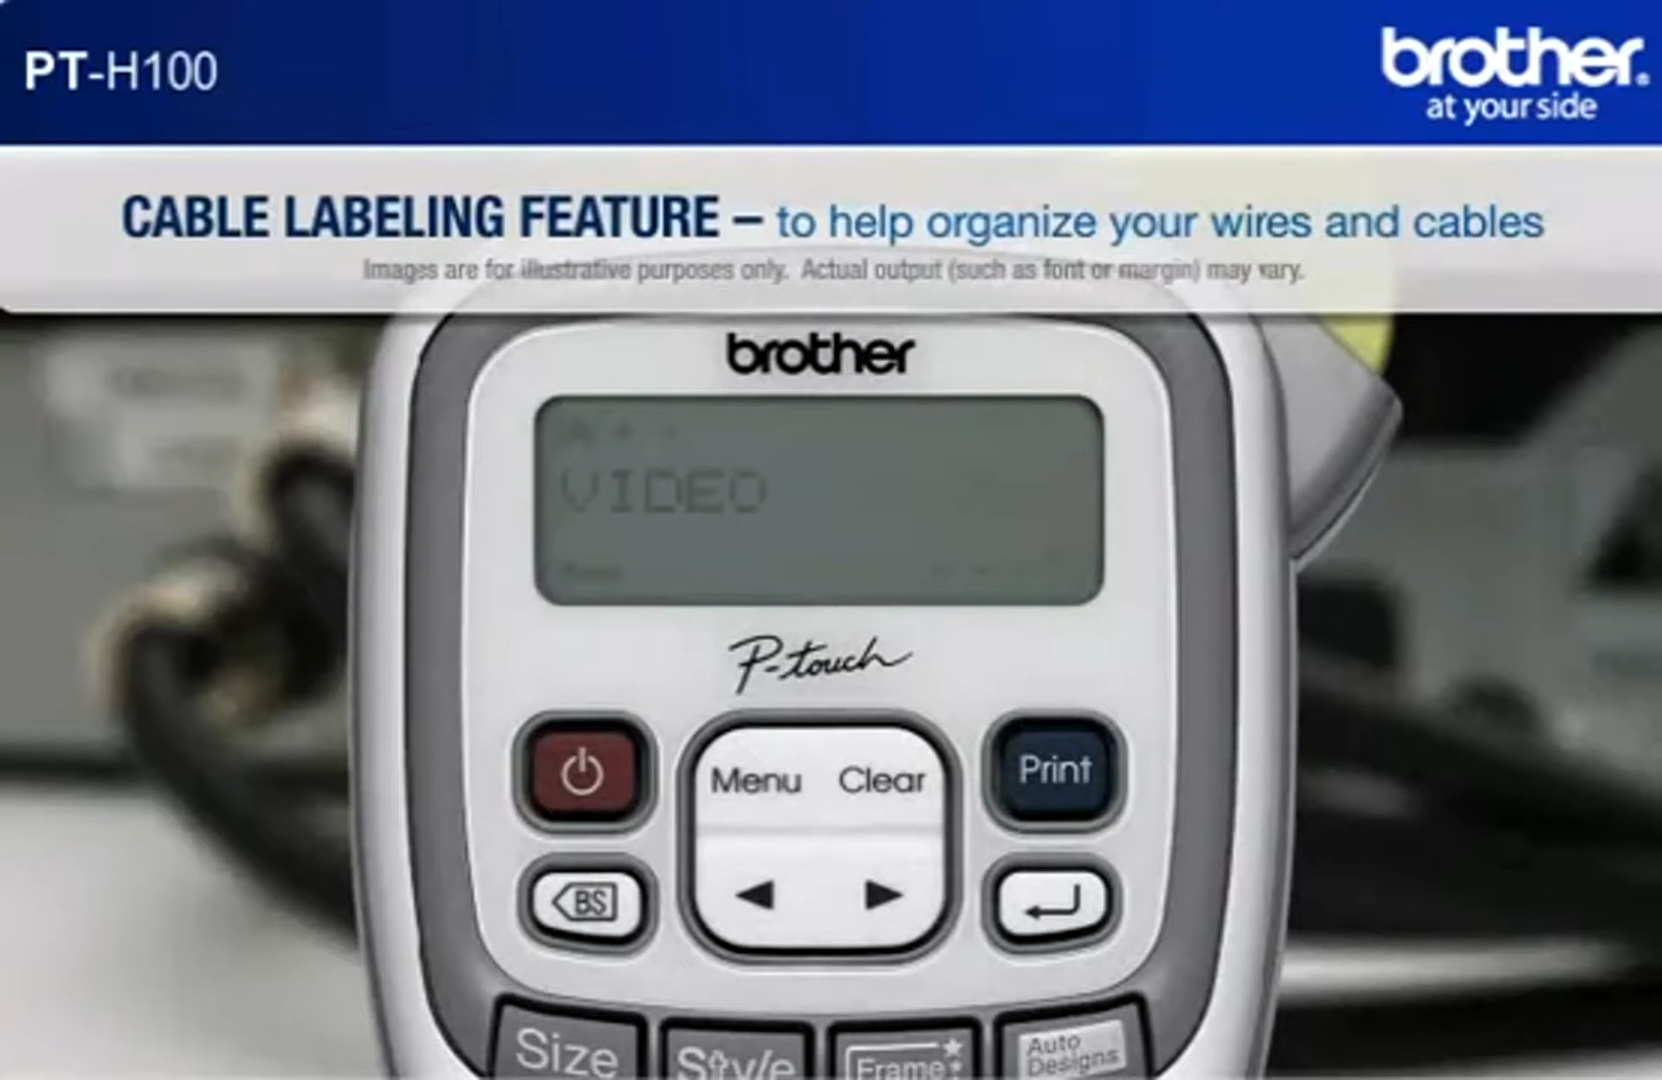 PT-H100
brother
at your side
CABLE LABELING FEATURE – to help organize your wires and cables
Images are for illustrative purposes only. Actual output (such as font or margin) may vary.
brother
VIDEO
P-touch
Menu Clear
Print
BS
Size Style Frame Auto Designs